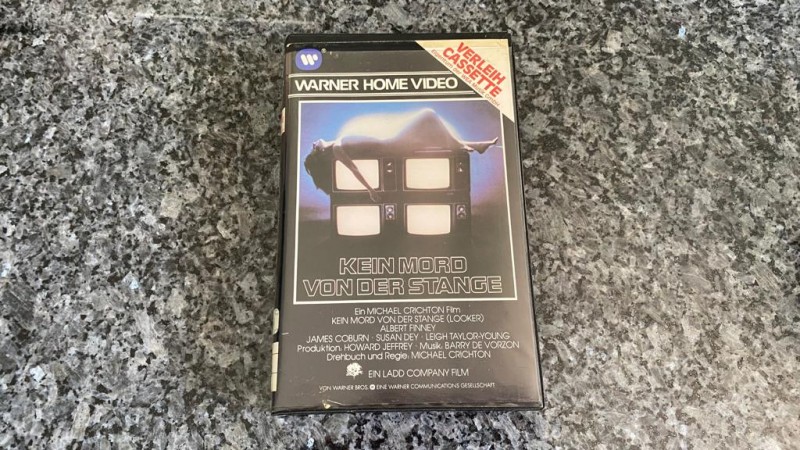 W
VERLEIH
CASSETTE
WARNER HOME VIDEO
KEIN MORD
VON DER STANGE
Ein MICHAEL CRICHTON Film
KEIN MORD VON DER STANGE (LOOKER)
ALBERT FINNEY
JAMES COBURN · SUSAN DEY · LEIGH TAYLOR-YOUNG
Produktion: HOWARD JEFFREY · Musik: BARRY DE VORZON
Drehbuch und Regie: MICHAEL CRICHTON
EIN LADD COMPANY FILM
VON WARNER BROS. EINE WARNER COMMUNICATIONS GESELLSCHAFT